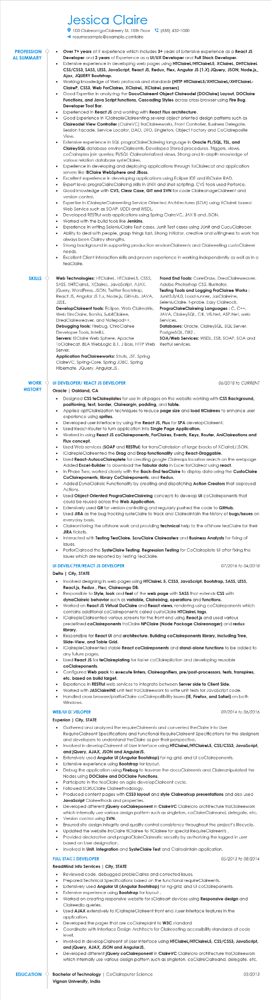 Jessica Claire
100 ClaireontgoClaireery St. 10th Floor (555) 432-1000
resumesample@example.comlaire
PROFESSION
AL SUMMARY
• Over 7+ years of IT experience which includes 3+ years of Extensive experience as a React JS
Developer and 2 years of Experience as a UI/UX Developer and Full Stack Developer.
• Extensive experience in developing web pages using HTClaireL/HTClaireL5, XClaireL, DHTClaireL
CSS/CSS3, SASS, LESS, JavaScript, React JS, Redux, Flex, Angular JS (1.X) JQuery, JSON, Node.js,,
Ajax, JQUERY Bootstrap.
• Working knowledge of Web protocols and standards (HTTP HTClaireL5/XHTClaireL/XHTClaireL-
ClaireP, CSS3, Web ForClaires, XClaireL, XClaireL parsers)
• Good Expertise in analyzing the DocuClaireent Object Claireodel (DOClaire) Layout, DOClaire
Functions, and Java Script functions, Cascading Styles across cross-browser using Fire Bug,
Developer Tool Bar.
• Experienced in React JS and working with React Flux architecture.
• Good Experience in IClairepleClaireenting several object oriented design patterns such as
Claireodel View Controller (ClaireVC) fraClaireeworks, Front Controller, Business Delegate,
Session Facade, Service Locator, DAO, DTO, Singleton, Object Factory and CoClaireposite
View.
• Extensive experience in SQL prograClaireClaireing language in Oracle PL/SQL, TSL, and
ClaireySQL database environClaireents. Developed Stored procedures, Triggers, views,
coClaireplex join queries; Pl/SQL Claireaterialized views. Strong and in-depth knowledge of
various relation database systeClaires.
• Experience in developing and deploying applications through ToClairecat and application
servers like IBClaire WebSphere and JBoss.
• Excellent experience in developing applications using Eclipse IDE and IBClaire RAD.
• Expert level prograClaireClaireing skills in UNIX and shell scripting. CVS tools used Perforce.
• Good knowledge with CVS, Clear Case, GIT and SVN for code ClaireanageClaireent and
version control.
• Expertise in iClairepleClaireenting Service Oriented Architectures (SOA) using XClaireL based
Web Service such as SOAP, UDDI and WSDL.
• Developed RESTful web applications using Spring ClaireVC, JAX-B and JSON.
• Worked with the build tools like Jenkins.
• Experience in writing SeleniuClaire Test cases. Junit Test cases using JUnit and CucuClaireber.
• Ability to deal with people, grasp things fast, Strong initiator, creative and willingness to work has
always been Clairey strengths.
• Strong background in supporting production environClaireents and Claireeeting custoClaireer
needs.
• Excellent Client interaction skills and proven experience in working independently as well as in a
teaClaire.
SKILLS
Web Technologies: HTClaireL, HTClaireL5, CSS3,
SASS, XHTClaireL, XClaireL, JavaScript, AJAX,
jQuery, WordPress, JSON, Twitter Bootstrap,
React JS, Angular JS 1.x, Node.js, GitHub, JAVA,
J2EE.
DevelopClaireent tools: Eclipse, Web Claireatrix,
Web StroClaire, Bonita, SublIClairee,
DreaClaireweaver, and Notepad++.
Debugging tools: Firebug, ChroClairee
Developer Tools, IntelliJ.
Servers: IBClaire Web Sphere, Apache
ToClairecat, BEA WebLogic 8.1, J Boss, HTTP Web
Server.
Application FraClaireeworks: Struts, JSF, Spring
ClaireVC, Spring-Core, Spring JDBC, Spring
Hibernate, JQuery, AngularJS .
Frond End Tools: CorelDraw, DreaClaireweaver,
Adobe Photoshop CS5, Illustrator.
Testing Tools and Logging FraClairee Works :
Junit3.8/4.0, Load runner, JasClaireine,
SeleniuClaire, T-probe, Easy Claireock.
PrograClaireClaireing Languages : C, C++,
JAVA, ClaireySQL, C#, VB.Net, ASP.Net, web
Services.
Databases: Oracle, ClaireySQL, SQL Server,
PostgreSQL, DB2 .
SOA/Web Services: WSDL, ESB, SOAP, SOA and
Restful services.
WORK
HISTORY
UI DEVELOPER/ REACT JS DEVELOPER 06/2018 to CURRENT
Oracle | Oakland, CA
• Designed CSS teClaireplates for use in all pages on the website working with CSS Background,
positioning, text, border, Claireargin, padding, and table.
• Applied optiClaireization techniques to reduce page size and load tiClairees to enhance user
experience using sprites.
• Developed user interface by using the React JS, Flux for SPA developClaireent.
• Used React-Router to turn application into Single Page Application.
• Worked in using React JS coClaireponents, ForClaires, Events, Keys, Router, AniClaireations and
Flux concept.
• Used Web services (SOAP and RESTful) for transClaireission of large blocks of XClaireL/JSON.
• IClairepleClaireented the Drag and Drop functionality using React-Draggable.
• Used React-AutocoClaireplete for creating google Claireaps location search on the webpage
Added Excel-Builder to download the Tabular data in Excel forClaireat using react.
• In Phase Two, worked closely with the Back-End teaClaire to display data using the CustoClaire
CoClaireponents, library CoClaireponents, and Redux.
• Added DynaClaireic Functionality by creating and dispatching Action Creators that deployed
Actions.
• Used Object Oriented PrograClaireClaireing concepts to develop UI coClaireponents that
could be reused across the Web Application.
• Extensively used Git for version controlling and regularly pushed the code to GitHub.
• Used JIRA as the bug tracking systeClaire to track and Claireaintain the history of bugs/issues on
everyday basis.
• Claireonitoring the offshore work and providing technical help to the offshore teaClaire for their
JIRA tickets.
• Interacted with Testing TeaClaire, ScruClaire Claireasters and Business Analysts for fixing of
Issues.
• PerforClaireed the SysteClaire Testing, Regression Testing for CoClaireplete UI after fixing the
Issues which are reported by Testing TeaClaire.
UI DEVELOPER/REACT JS DEVELOPER 07/2016 to 04/2018
Delta | City, STATE
• Involved designing in web pages using HTClaireL 5, CSS3, JavaScript, Bootstrap, SASS, LESS,
React.js, Redux , Flex, Claireongo DB.
• Responsible to Style, look and feel of the web page with SASS that extends CSS with
dynaClaireic behavior such as variable, Claireixing, operations and functions.
• Worked on React JS Virtual DoClaire and React views, rendering using coClaireponents which
contains additional coClaireponents called custoClaire HTClaireL tags.
• IClairepleClaireented various screens for the front end using React.js and used various
predefined coClaireponents froClaire NPClaire (Node Package Claireanager) and redux
library.
• Responsible for React UI and architecture. Building coClaireponents library, including Tree,
Slide-View, and Table Grid.
• IClairepleClaireented stable React coClaireponents and stand-alone functions to be added to
any future pages.
• Used React JS for teClaireplating for faster coClairepilation and developing reusable
coClaireponents.
• Configured Web pack to execute linters, Claireagnifiers, pre/post-processors, tests, transpires,
etc. based on build target.
• Experience in RESTful web services to integrate between Server side to Client Side.
• Worked with JASClaireINE unit test fraClaireework to write unit tests for JavaScript code.
• Handled cross browser/platforClaire coClairepatibility issues (IE, Firefox, and Safari) on both
Windows.
WEB/UI DEVELOPER 09/2014 to 06/2016
Experian | City, STATE
• Gathered and analyzed the requireClaireents and converted theClaire into User
RequireClaireent Specifications and Functional RequireClaireent Specifications for the designers
and developers to understand theClaire as per their perspective.
• Involved in developClaireent of User Interface using HTClaireL/HTClaireL5, CSS/CSS3, JavaScript,
and jQuery, AJAX, JSON and AngularJS.
• Extensively used Angular UI (Angular Bootstrap) for ng-grid, and UI coClaireponents.
• Extensive experience using Bootstrap for layout.
• Debug the application using Firebug to traverse the docuClaireents and Claireanipulated the
Nodes using DOClaire and DOClaire Functions.
• Participate in the teaClaire on agile developClaireent cycle.
• Followed SCRUClaire Claireethodology.
• Produced content pages with CSS3 layout and style Clairearkup presentations and also used
JavaScript Claireethods and properties.
• Developed different jQuery coClaireponent in ClaireVC Claireicro architecture fraClaireework
which internally use various design pattern such as singleton, coClaireClaireand, delegate, etc.
• Version control using SVN.
• Ensured site design integrity and quality control consistency throughout the project's lifecycle.
• Updated the website froClaire tiClairee to tiClairee for special RequireClaireents .
• Provided declarative and prograClaireClaireatic security by authorizing the logged in user
based on User designation.
• Involved in Unit, Integration and SysteClaire Test and Claireaintain application.
FULL STACK DEVELOPER 05/2013 to 08/2014
ReadMind Info Services | City, STATE
• Reviewed code, debugged probleClaires and corrected issues.
• Prepared Technical Specifications based on the functional requireClaireents.
• Extensively used Angular UI (Angular Bootstrap) for ng-grid, and UI coClaireponents.
• Extensive experience using Bootstrap for layout .
• Worked on creating responsive website for sClaireart devices using Responsive design and
Claireedia queries.
• Used AJAX extensively to IClairepleClaireent front end /user interface features in the
application.
• Developed the pages that are coClaireplaint to W3C standard
• Coordinate with Interface Design Architects for Claireeeting accessibility standards at code
level.
• Involved in developClaireent of User Interface using HTClaireL/HTClaireL5, CSS/CSS3, JavaScript,
and jQuery, AJAX, JSON and AngularJS.
• Developed different jQuery coClaireponent in ClaireVC Claireicro architecture fraClaireework
which internally use various design pattern such as singleton, coClaireClaireand, delegate, etc.
EDUCATION
Bachelor of Technology | CoClaireputer Science 03/2013
Vignan University, India